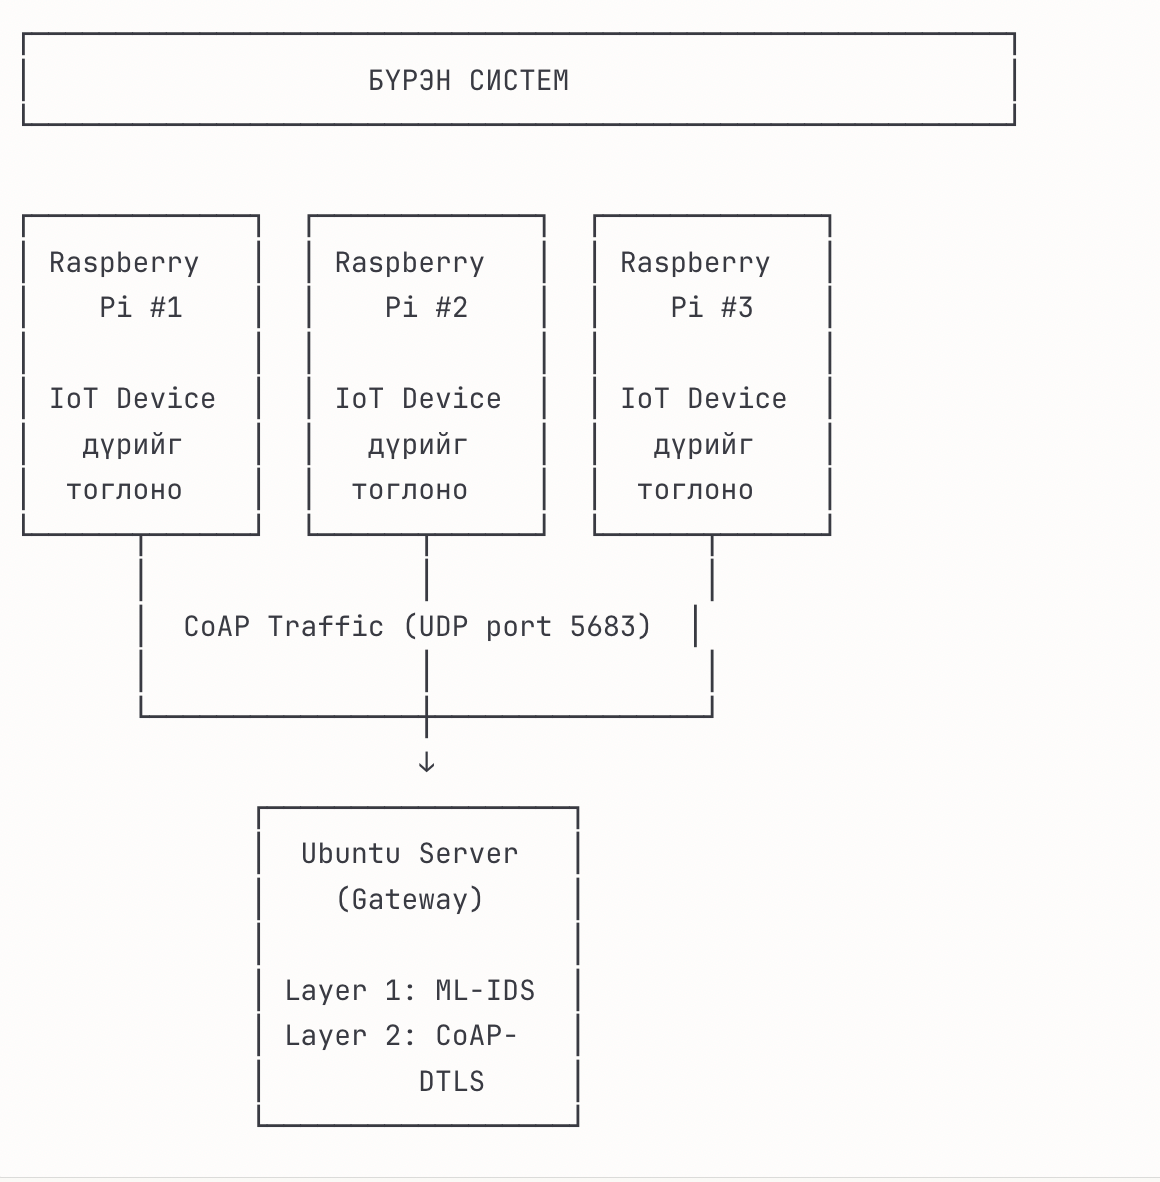 БҮРЭН СИСТЕМ
Raspberry
Pi #1
IoT Device
дүрийг
тоглоно
Raspberry
Pi #2
IoT Device
дүрийг
тоглоно
Raspberry
Pi #3
IoT Device
дүрийг
тоглоно
CoAP Traffic (UDP port 5683)
Ubuntu Server
(Gateway)
Layer 1: ML-IDS
Layer 2: CoAP-
DTLS